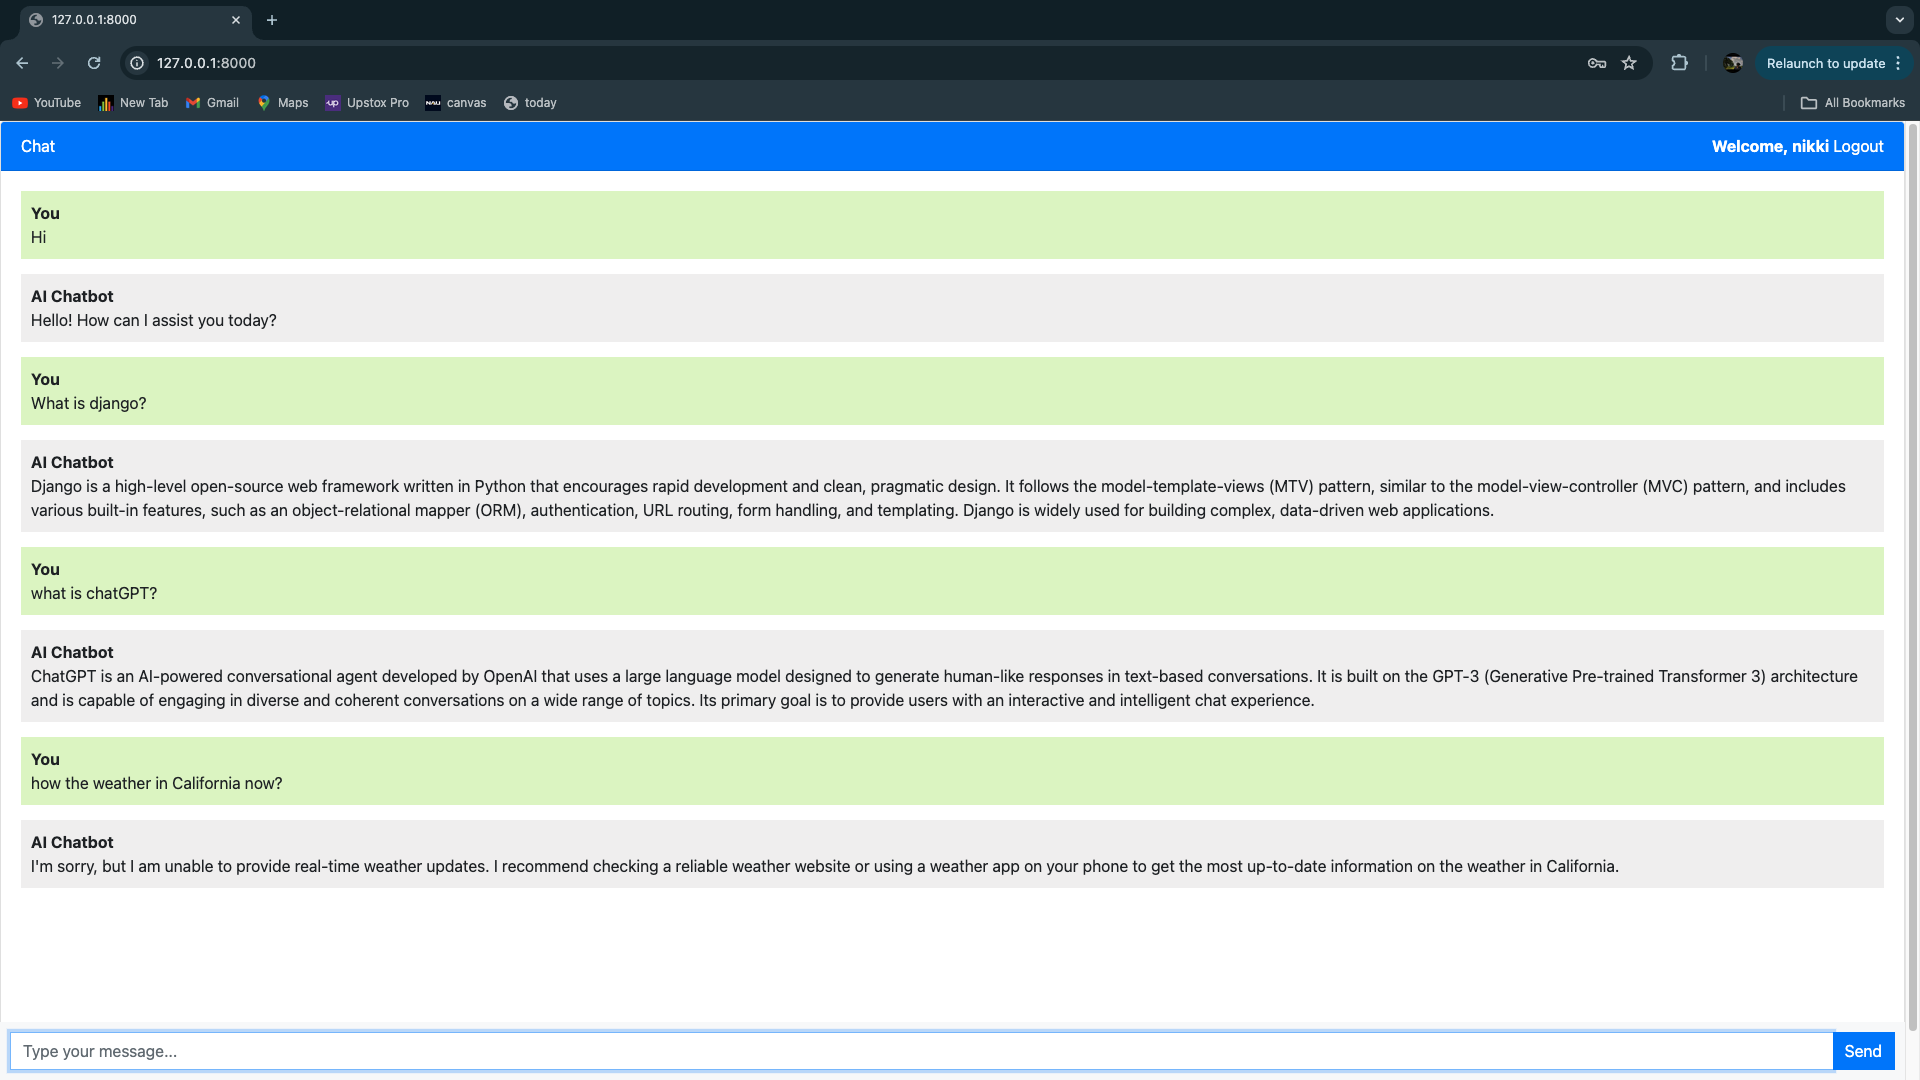 127.0.0.1:8000
127.0.0.1:8000
Relaunch to update
YouTube New Tab Gmail Maps up Upstox Pro NAU canvas today All Bookmarks
Chat Welcome, nikki Logout
You
Hi
AI Chatbot
Hello! How can I assist you today?
You
What is django?
AI Chatbot
Django is a high-level open-source web framework written in Python that encourages rapid development and clean, pragmatic design. It follows the model-template-views (MTV) pattern, similar to the model-view-controller (MVC) pattern, and includes
various built-in features, such as an object-relational mapper (ORM), authentication, URL routing, form handling, and templating. Django is widely used for building complex, data-driven web applications.
You
what is chatGPT?
AI Chatbot
ChatGPT is an AI-powered conversational agent developed by OpenAI that uses a large language model designed to generate human-like responses in text-based conversations. It is built on the GPT-3 (Generative Pre-trained Transformer 3) architecture
and is capable of engaging in diverse and coherent conversations on a wide range of topics. Its primary goal is to provide users with an interactive and intelligent chat experience.
You
how the weather in California now?
AI Chatbot
I'm sorry, but I am unable to provide real-time weather updates. I recommend checking a reliable weather website or using a weather app on your phone to get the most up-to-date information on the weather in California.
Type your message... Send